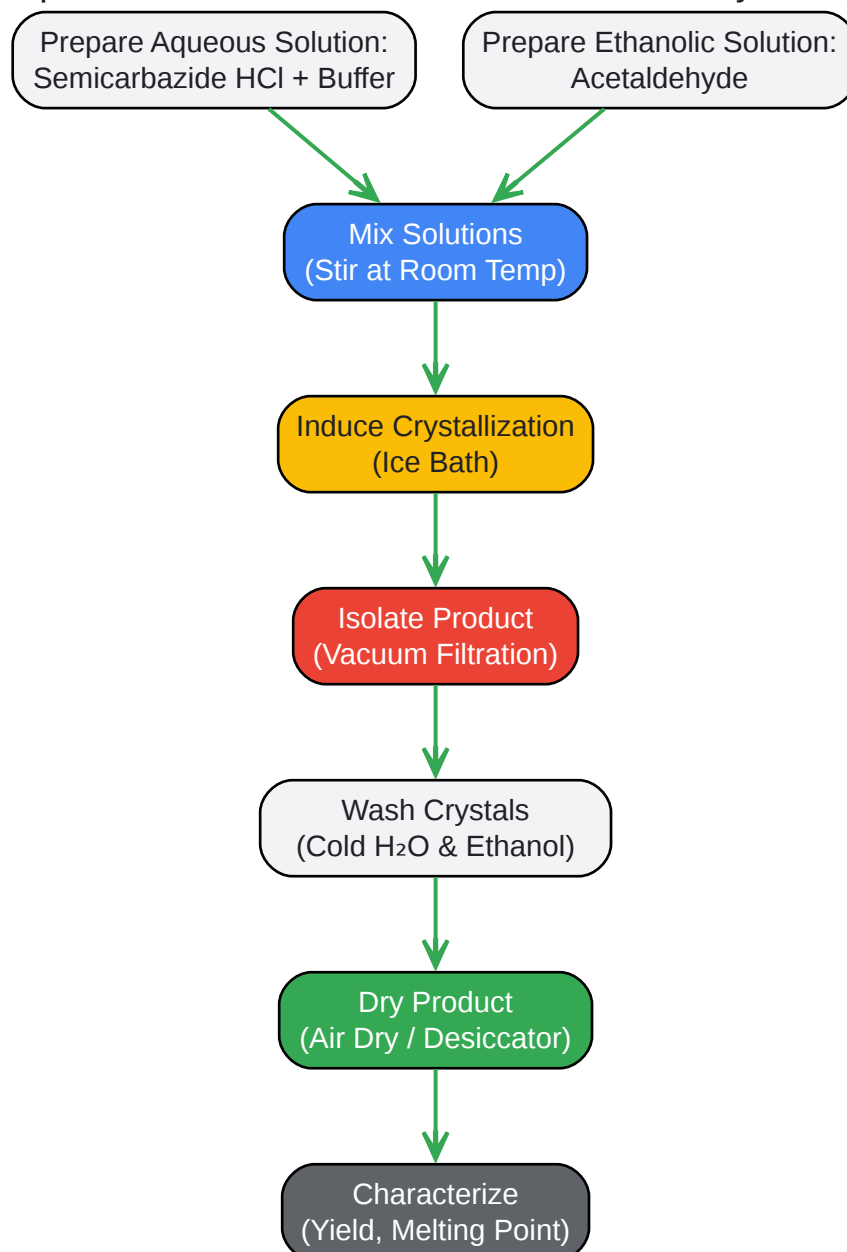 Prepare Aqueous Solution:
Semicarbazide HCl + Buffer
Prepare Ethanolic Solution:
Acetaldehyde
Mix Solutions
(Stir at Room Temp)
Induce Crystallization
(Ice Bath)
Isolate Product
(Vacuum Filtration)
Wash Crystals
(Cold H₂O & Ethanol)
Dry Product
(Air Dry / Desiccator)
Characterize
(Yield, Melting Point)